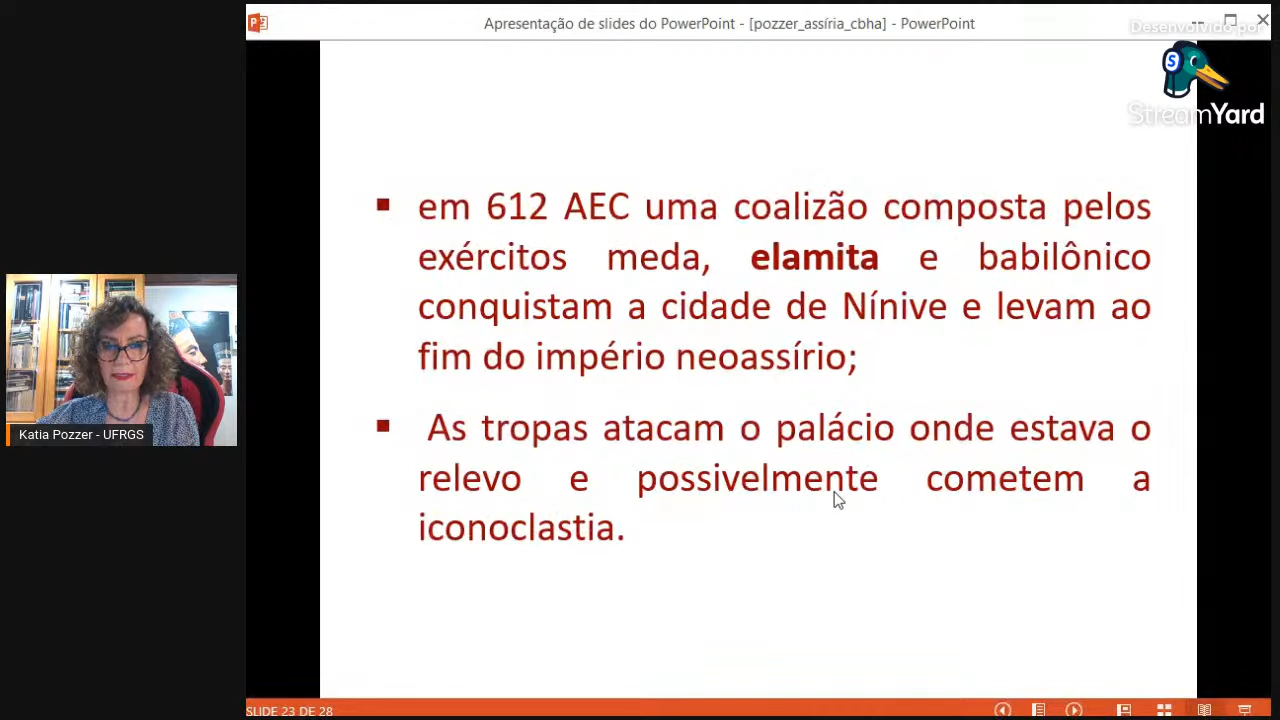 Apresentação de slides do PowerPoint - [pozzer_assíria_cbha] - PowerPoint
Desenvolvido por
S
StreamYard
em 612 AEC uma coalizão composta pelos
exércitos meda, elamita e babilônico
conquistam a cidade de Nínive e levam ao
fim do império neoassírio;
As tropas atacam o palácio onde estava o
relevo e possivelmente cometem a
iconoclastia.
Katia Pozzer - UFRGS
SLIDE 23 DE 28